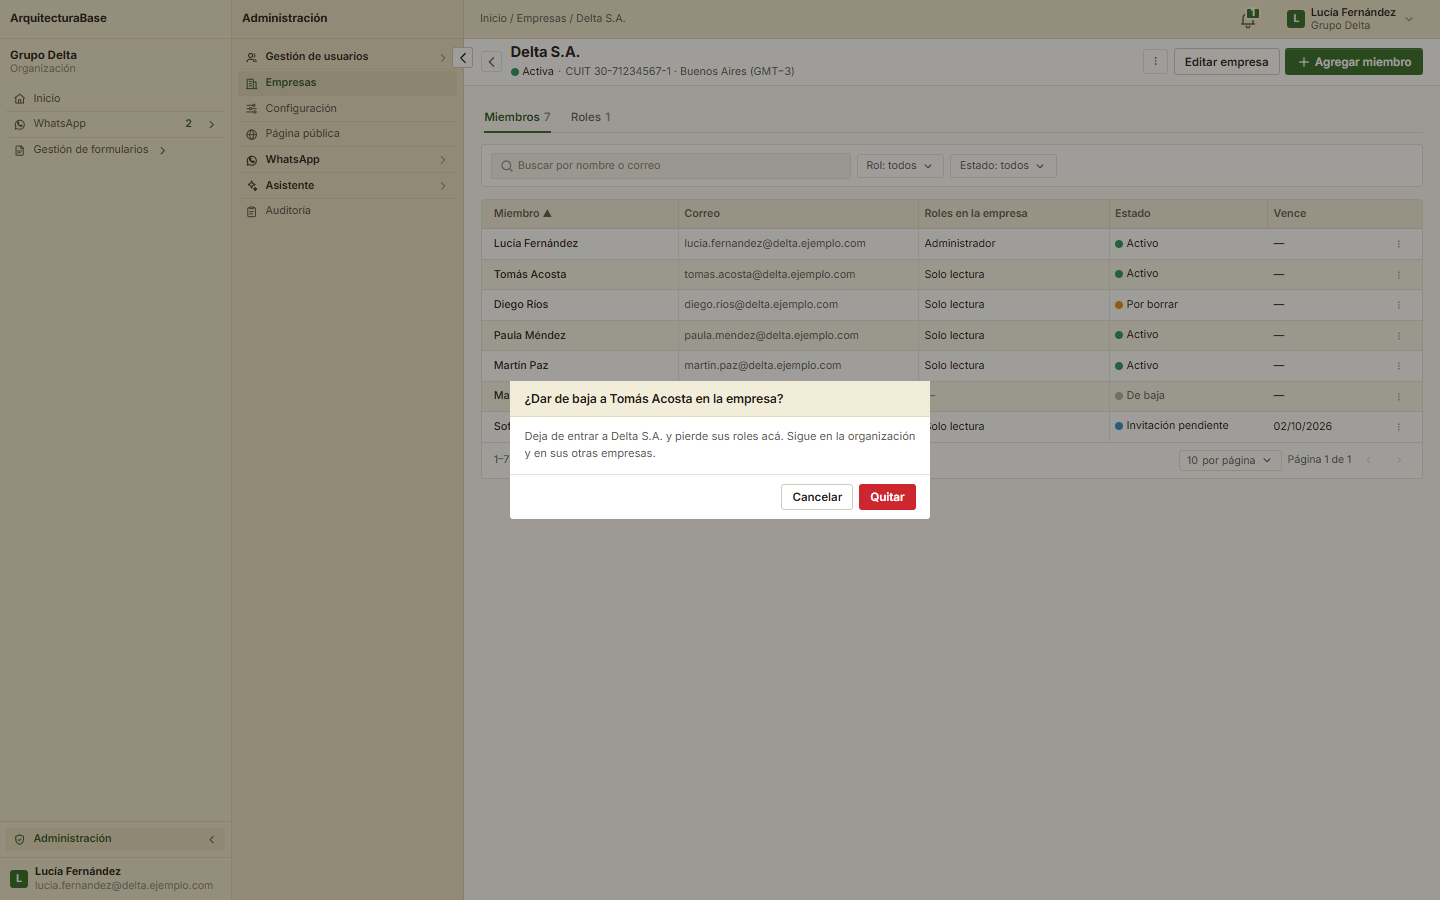 ArquitecturaBase
Grupo Delta
Organización
Inicio
WhatsApp 2
Gestión de formularios
Administración
L Lucía Fernández
lucia.fernandez@delta.ejemplo.com
Administración
Gestión de usuarios
Empresas
Configuración
Página pública
WhatsApp
Asistente
Auditoría
Inicio / Empresas / Delta S.A.
1
L Lucía Fernández
Grupo Delta
Delta S.A.
Activa · CUIT 30-71234567-1 · Buenos Aires (GMT−3)
Editar empresa
Agregar miembro
Miembros 7 Roles 1
Buscar por nombre o correo Rol: todos Estado: todos
Miembro ▲ Correo Roles en la empresa Estado Vence
Lucía Fernández lucia.fernandez@delta.ejemplo.com Administrador Activo —
Tomás Acosta tomas.acosta@delta.ejemplo.com Solo lectura Activo —
Diego Ríos diego.rios@delta.ejemplo.com Solo lectura Por borrar —
Paula Méndez paula.mendez@delta.ejemplo.com Solo lectura Activo —
Martín Paz martin.paz@delta.ejemplo.com Solo lectura Activo —
De baja —
lectura Invitación pendiente 02/10/2026
1–7
10 por página Página 1 de 1
¿Dar de baja a Tomás Acosta en la empresa?
Deja de entrar a Delta S.A. y pierde sus roles acá. Sigue en la organización
y en sus otras empresas.
Cancelar Quitar